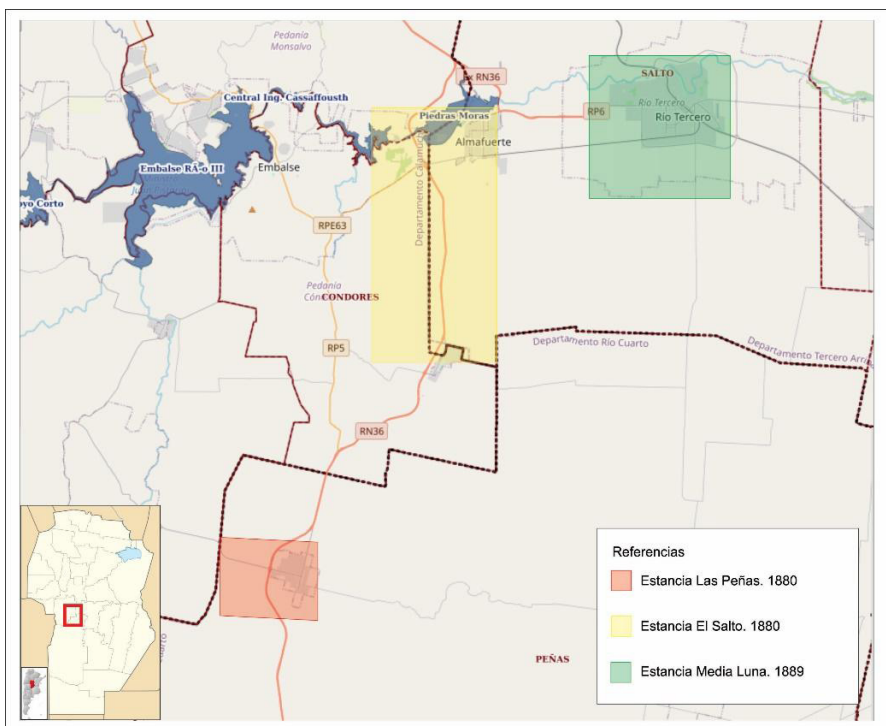 Pedanía
Monsalvo
Ex RN36
SALTO
Central Ing. Cassaffousth
Piedras Moras
RP6
Río Tercero
Río Tercero
Almafuerte
Embalse RA-o III
Embalse
oyo Corto
Departamento Calamuchita
RPE63
Pedanía
CONDORES
RP5
Departamento Río Cuarto
Departamento Tercero Arri
RN36
PEÑAS
Referencias
Estancia Las Peñas. 1880
Estancia El Salto. 1880
Estancia Media Luna. 1889